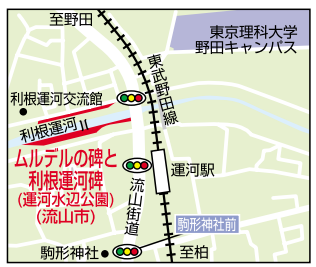 至野田
東京理科大学
野田キャンパス
東武野田線
利根運河交流館
利根運河
ムルデルの碑と
利根運河碑
(運河水辺公園)
(流山市)
運河駅
流山街道
駒形神社前
駒形神社
至柏